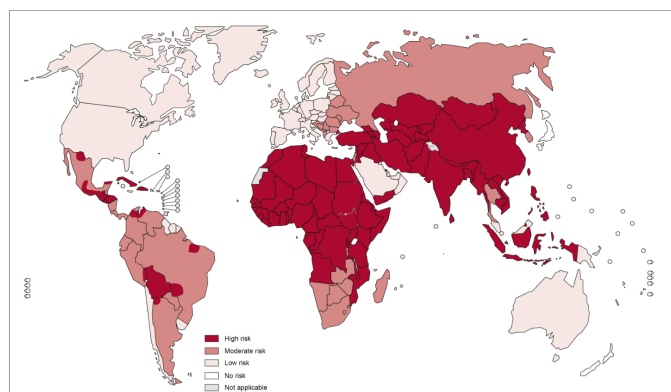 High risk
Moderate risk
Low risk
No risk
Not applicable